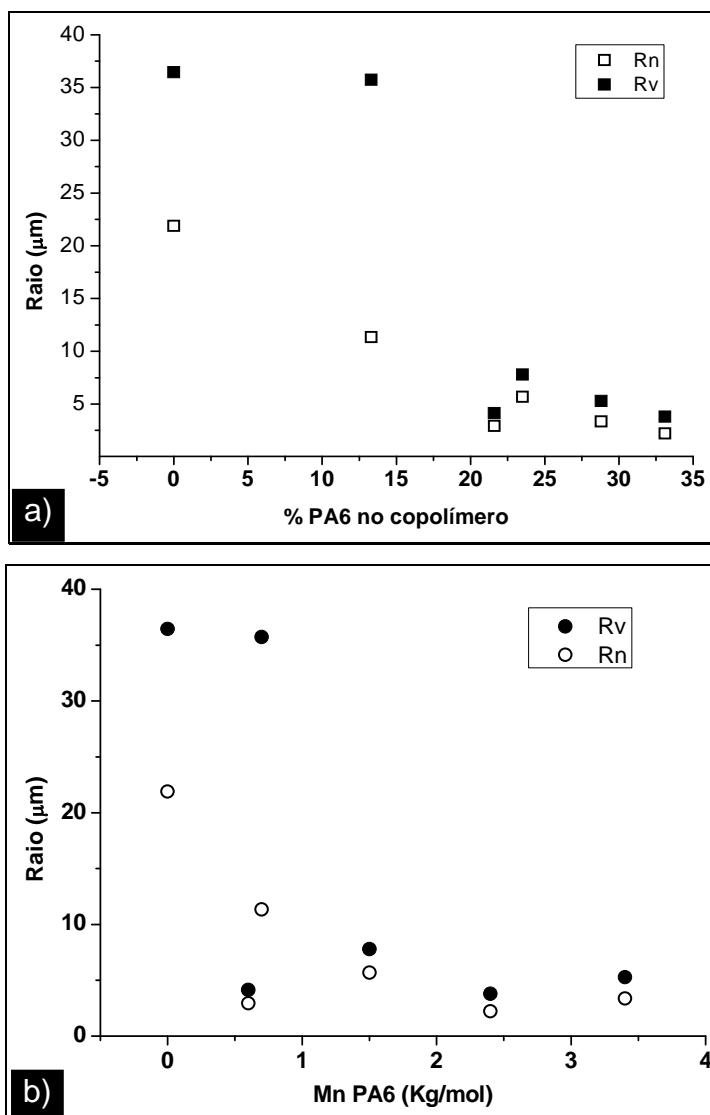 40
35
30
25
20
15
10
5
Raio (μm)
Rn
Rv
-5 0 5 10 15 20 25 30 35
% PA6 no copolímero
a)
40
30
20
10
0
Raio (μm)
Rv
Rn
0 1 2 3 4
Mn PA6 (Kg/mol)
b)